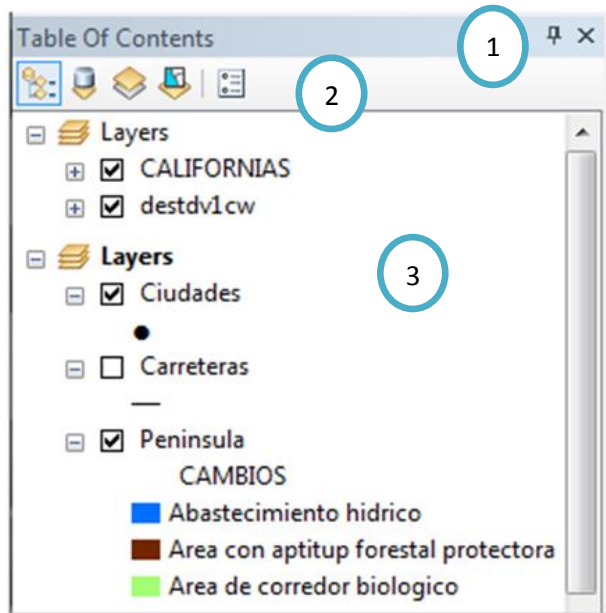 Table Of Contents
1
2
Layers
CALIFORNIAS
destdv1cw
Layers
3
Ciudades
Carreteras
Peninsula
CAMBIOS
Abastecimiento hidrico
Area con aptitup forestal protectora
Area de corredor biologico